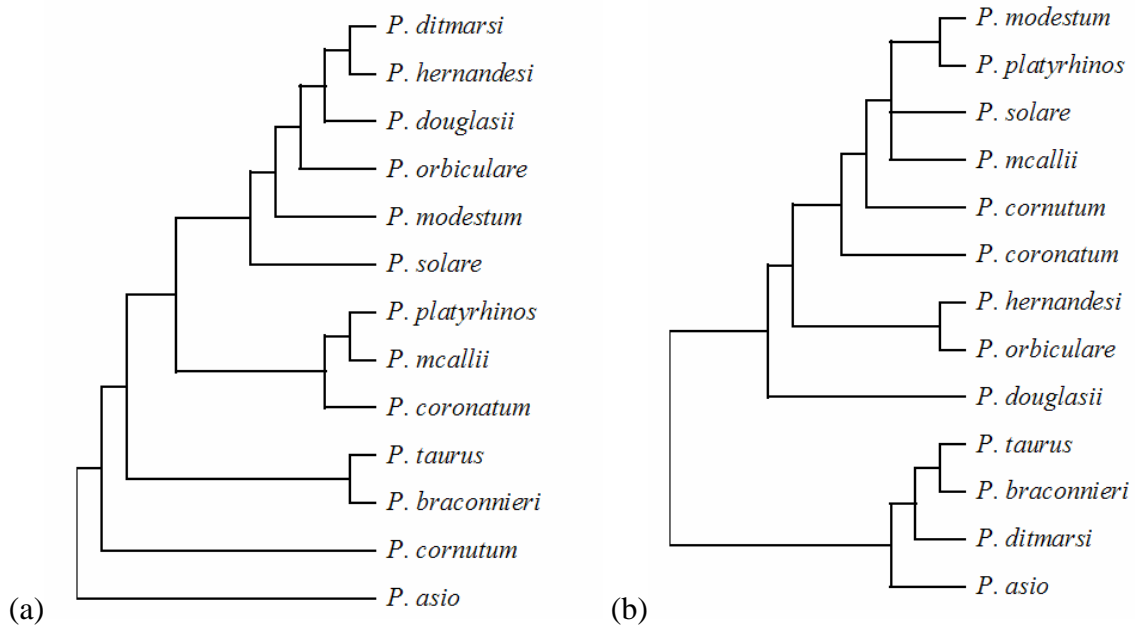 P. ditmarsi
P. hernandesi
P. douglasii
P. orbiculare
P. modestum
P. solare
P. platyrhinos
P. mcallii
P. coronatum
P. taurus
P. braconnieri
P. cornutum
P. asio
(a)
P. modestum
P. platyrhinos
P. solare
P. mcallii
P. cornutum
P. coronatum
P. hernandesi
P. orbiculare
P. douglasii
P. taurus
P. braconnieri
P. ditmarsi
P. asio
(b)